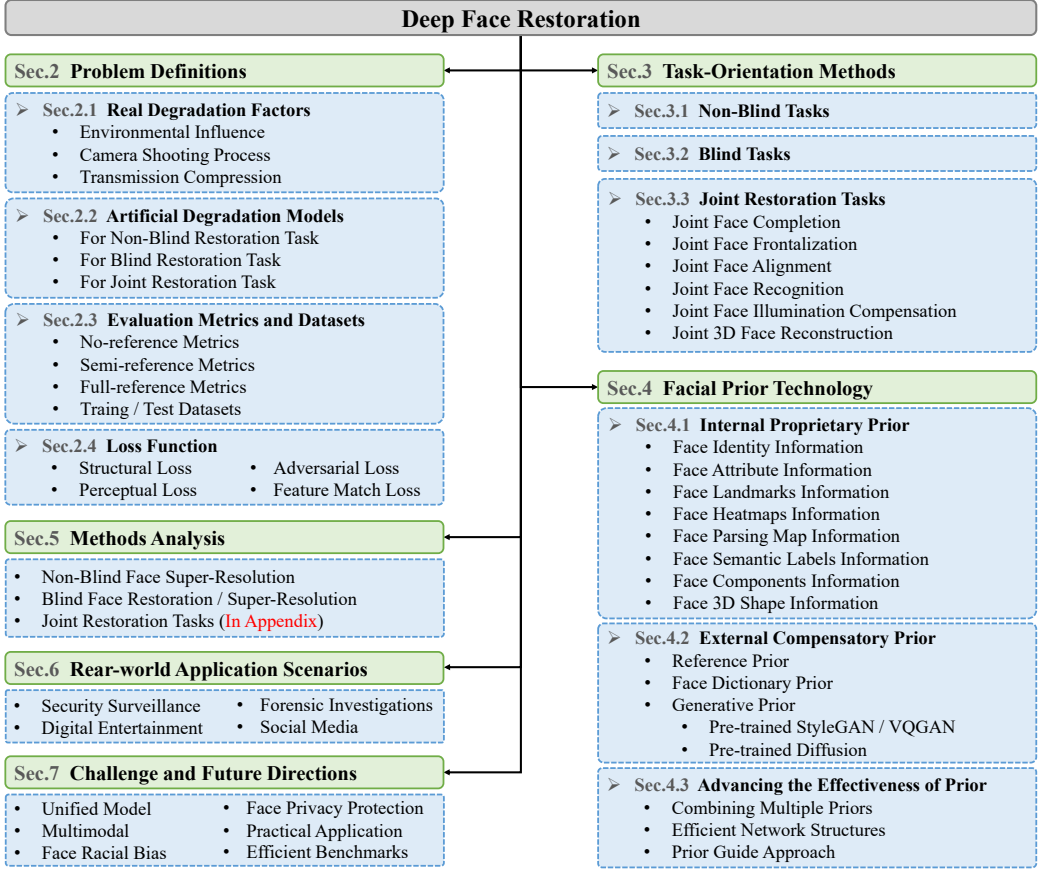 Deep Face Restoration
Sec.2 Problem Definitions
➢ Sec.2.1 Real Degradation Factors
• Environmental Influence
• Camera Shooting Process
• Transmission Compression
➢ Sec.2.2 Artificial Degradation Models
• For Non-Blind Restoration Task
• For Blind Restoration Task
• For Joint Restoration Task
➢ Sec.2.3 Evaluation Metrics and Datasets
• No-reference Metrics
• Semi-reference Metrics
• Full-reference Metrics
• Traing / Test Datasets
➢ Sec.2.4 Loss Function
• Structural Loss • Adversarial Loss
• Perceptual Loss • Feature Match Loss
Sec.5 Methods Analysis
• Non-Blind Face Super-Resolution
• Blind Face Restoration / Super-Resolution
• Joint Restoration Tasks (In Appendix)
Sec.6 Rear-world Application Scenarios
• Security Surveillance • Forensic Investigations
• Digital Entertainment • Social Media
Sec.7 Challenge and Future Directions
• Unified Model • Face Privacy Protection
• Multimodal • Practical Application
• Face Racial Bias • Efficient Benchmarks
Sec.3 Task-Orientation Methods
➢ Sec.3.1 Non-Blind Tasks
➢ Sec.3.2 Blind Tasks
➢ Sec.3.3 Joint Restoration Tasks
• Joint Face Completion
• Joint Face Frontalization
• Joint Face Alignment
• Joint Face Recognition
• Joint Face Illumination Compensation
• Joint 3D Face Reconstruction
Sec.4 Facial Prior Technology
➢ Sec.4.1 Internal Proprietary Prior
• Face Identity Information
• Face Attribute Information
• Face Landmarks Information
• Face Heatmaps Information
• Face Parsing Map Information
• Face Semantic Labels Information
• Face Components Information
• Face 3D Shape Information
➢ Sec.4.2 External Compensatory Prior
• Reference Prior
• Face Dictionary Prior
• Generative Prior
• Pre-trained StyleGAN / VQGAN
• Pre-trained Diffusion
➢ Sec.4.3 Advancing the Effectiveness of Prior
• Combining Multiple Priors
• Efficient Network Structures
• Prior Guide Approach